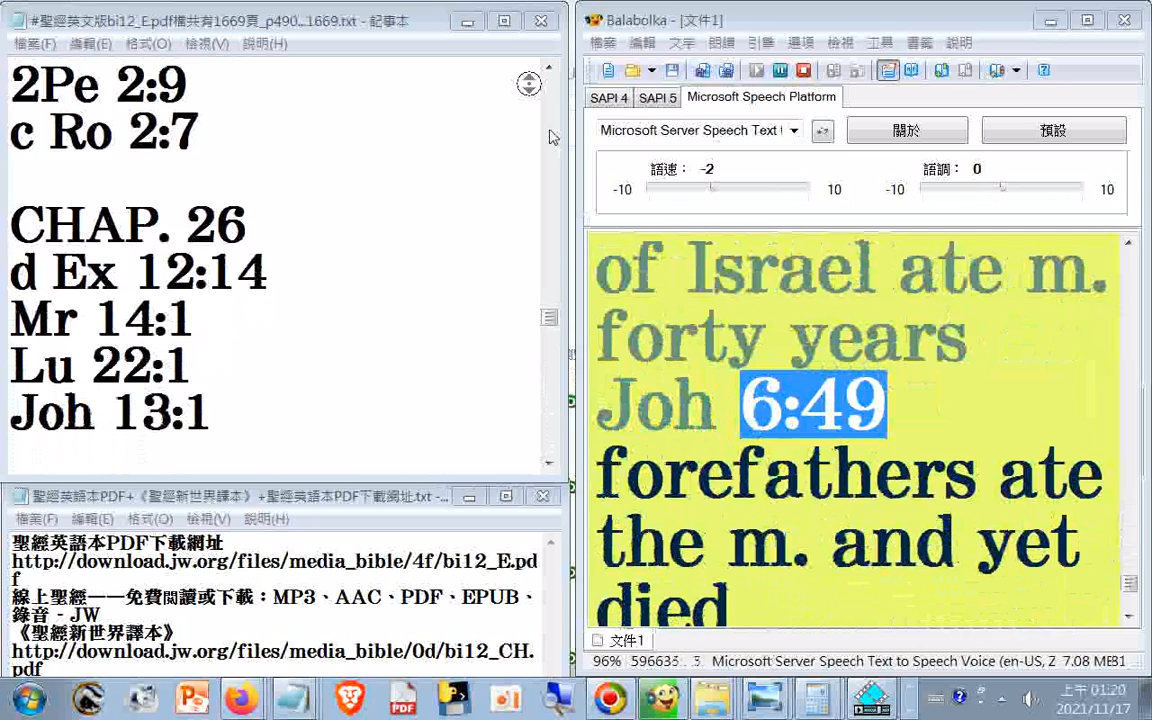 #聖經英文版bi12_E.pdf檔共有1669頁_p490...1669.txt - 記事本
檔案(F) 編輯(E) 格式(O) 檢視(V) 說明(H)
2Pe 2:9
c Ro 2:7
CHAP. 26
d Ex 12:14
Mr 14:1
Lu 22:1
Joh 13:1
聖經英語本PDF+《聖經新世界譯本》+聖經英語本PDF下載網址.txt - ...
檔案(F) 編輯(E) 格式(O) 檢視(V) 說明(H)
聖經英語本PDF下載網址
http://download.jw.org/files/media_bible/4f/bi12_E.pd
f
線上聖經——免費閱讀或下載：MP3、AAC、PDF、EPUB、
錄音 - JW
《聖經新世界譯本》
http://download.jw.org/files/media_bible/0d/bi12_CH.
pdf
Balabolka - [文件1]
檔案 編輯 文字 朗讀 引擎 選項 檢視 工具 書籤 說明
SAPI 4 SAPI 5 Microsoft Speech Platform
Microsoft Server Speech Text 關於 預設
語速： -2 語調： 0
-10 10 -10 10
of Israel ate m.
forty years
Joh 6:49
forefathers ate
the m. and yet
died
文件1
96% Microsoft Server Speech Text to Speech Voice (en-US, Z 7.08 MB
上午 01:20
2021/11/17